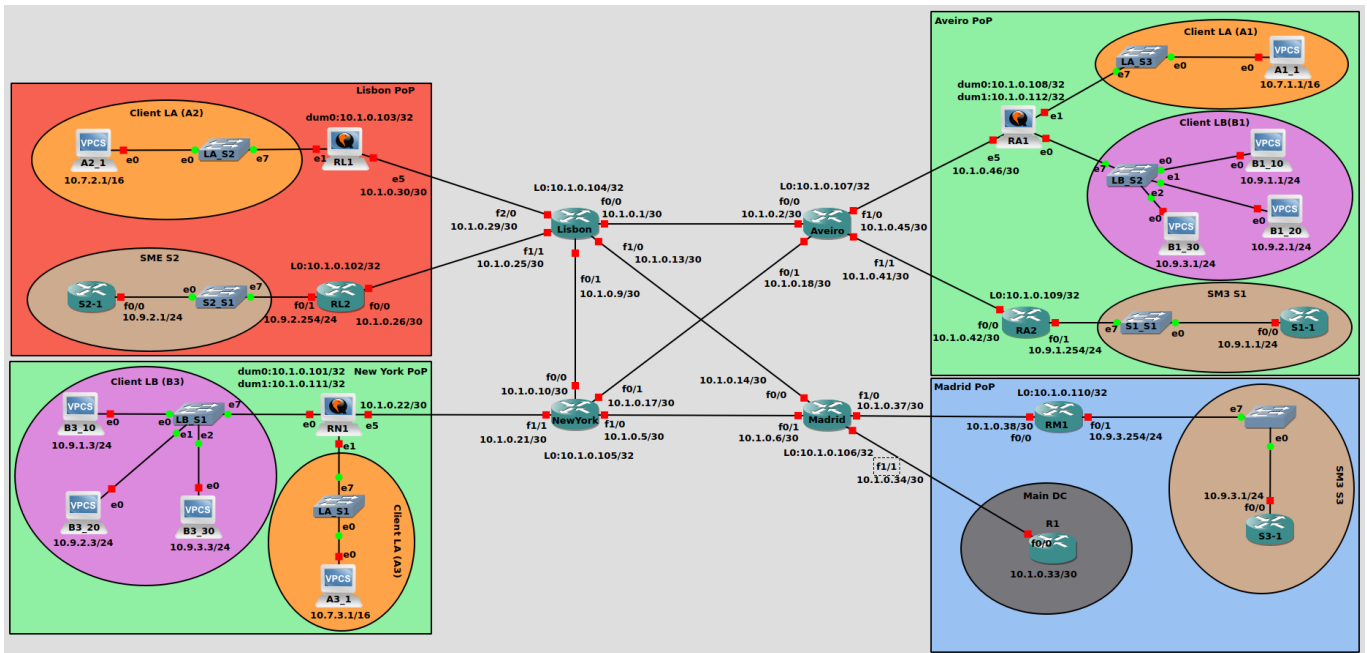 Aveiro PoP
Client LA (A1)
LA_S3
e7
e0
e0
VPCS
A1_1
10.7.1.1/16
dum0:10.1.0.108/32
dum1:10.1.0.112/32
e1
RA1
e5
e0
10.1.0.46/30
Client LB(B1)
e7
LB_S2
e0
e1
e2
e0
VPCS
B1_10
10.9.1.1/24
e0
VPCS
B1_20
10.9.2.1/24
e0
VPCS
B1_30
10.9.3.1/24
L0:10.1.0.109/32
f0/0
10.1.0.42/30
RA2
f0/1
10.9.1.254/24
SM3 S1
e7
S1_S1
e0
f0/0
10.9.1.1/24
S1-1
Lisbon PoP
Client LA (A2)
VPCS
A2_1
10.7.2.1/16
e0
e0
LA_S2
e7
dum0:10.1.0.103/32
e1
RL1
e5
10.1.0.30/30
SME S2
S2-1
f0/0
10.9.2.1/24
e0
S2_S1
e7
L0:10.1.0.102/32
f0/1
10.9.2.254/24
RL2
f0/0
10.1.0.26/30
L0:10.1.0.104/32
f2/0
10.1.0.29/30
f0/0
10.1.0.1/30
Lisbon
f1/1
10.1.0.25/30
f1/0
10.1.0.13/30
f0/1
10.1.0.9/30
L0:10.1.0.107/32
f0/0
10.1.0.2/30
Aveiro
f1/0
10.1.0.45/30
f1/1
10.1.0.41/30
f0/1
10.1.0.18/30
New York PoP
Client LB (B3)
dum0:10.1.0.101/32
dum1:10.1.0.111/32
VPCS
B3_10
10.9.1.3/24
e0
e0
LB_S1
e7
e1
e2
e0
VPCS
B3_20
10.9.2.3/24
e0
VPCS
B3_30
10.9.3.3/24
e0
RN1
e5
10.1.0.22/30
e1
e7
LA_S1
e0
e0
VPCS
A3_1
10.7.3.1/16
Client LA (A3)
f0/0
10.1.0.10/30
f0/1
10.1.0.17/30
NewYork
f1/1
10.1.0.21/30
f1/0
10.1.0.5/30
L0:10.1.0.105/32
10.1.0.14/30
f0/0
f1/0
10.1.0.37/30
Madrid
f0/1
10.1.0.6/30
L0:10.1.0.106/32
f1/1
10.1.0.34/30
Madrid PoP
L0:10.1.0.110/32
10.1.0.38/30
f0/0
RM1
f0/1
10.9.3.254/24
e7
e0
10.9.3.1/24
f0/0
S3-1
SM3 S3
Main DC
R1
f0/0
10.1.0.33/30